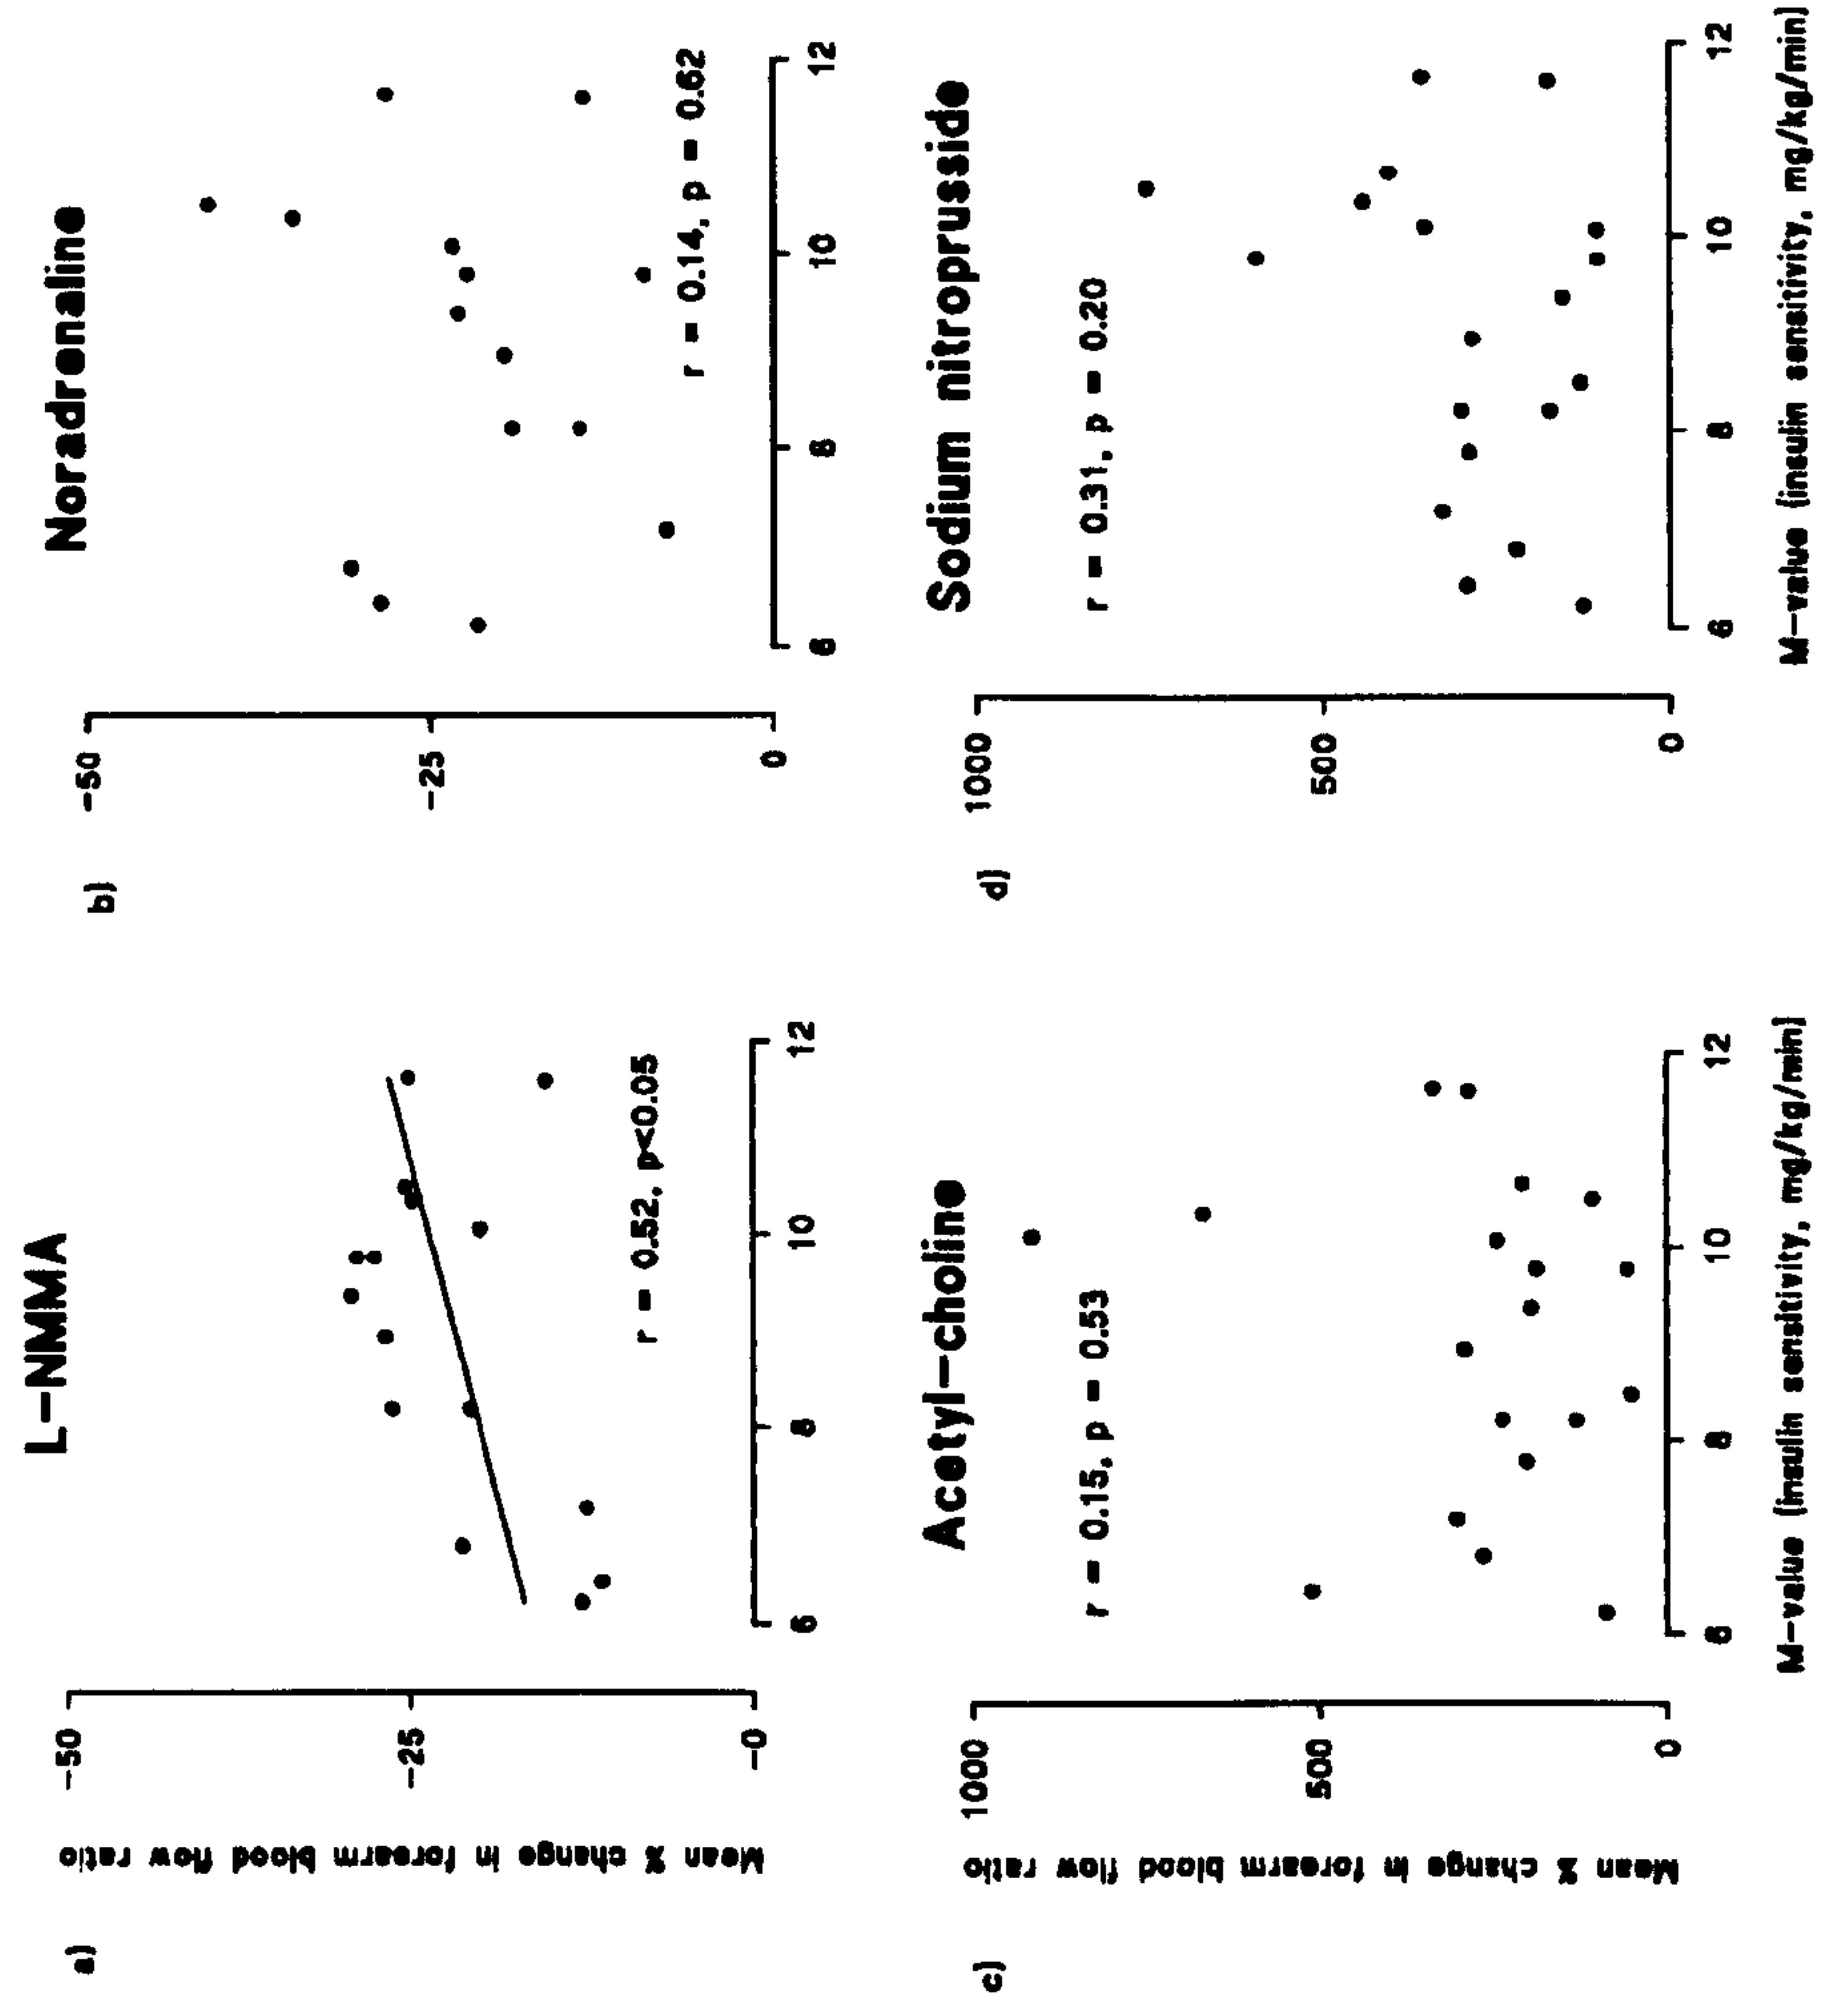 a)
L-NMMA
Mean % change in forearm blood flow ratio
-50
-25
-0
r = 0.52, p<0.05
6
8
10
12
b)
Noradronaline
-50
-25
0
r = 0.14, p = 0.62
6
8
10
12
c)
Acetyl-choline
Mean % change in forearm blood flow ratio
1000
500
0
r = 0.15, p = 0.53
6
8
10
12
M-value (insulin sensitivity, mg/kg/min)
d)
Sodium nitroprusside
1000
500
0
r = 0.31, p = 0.20
6
8
10
12
M-value (insulin sensitivity, mg/kg/min)